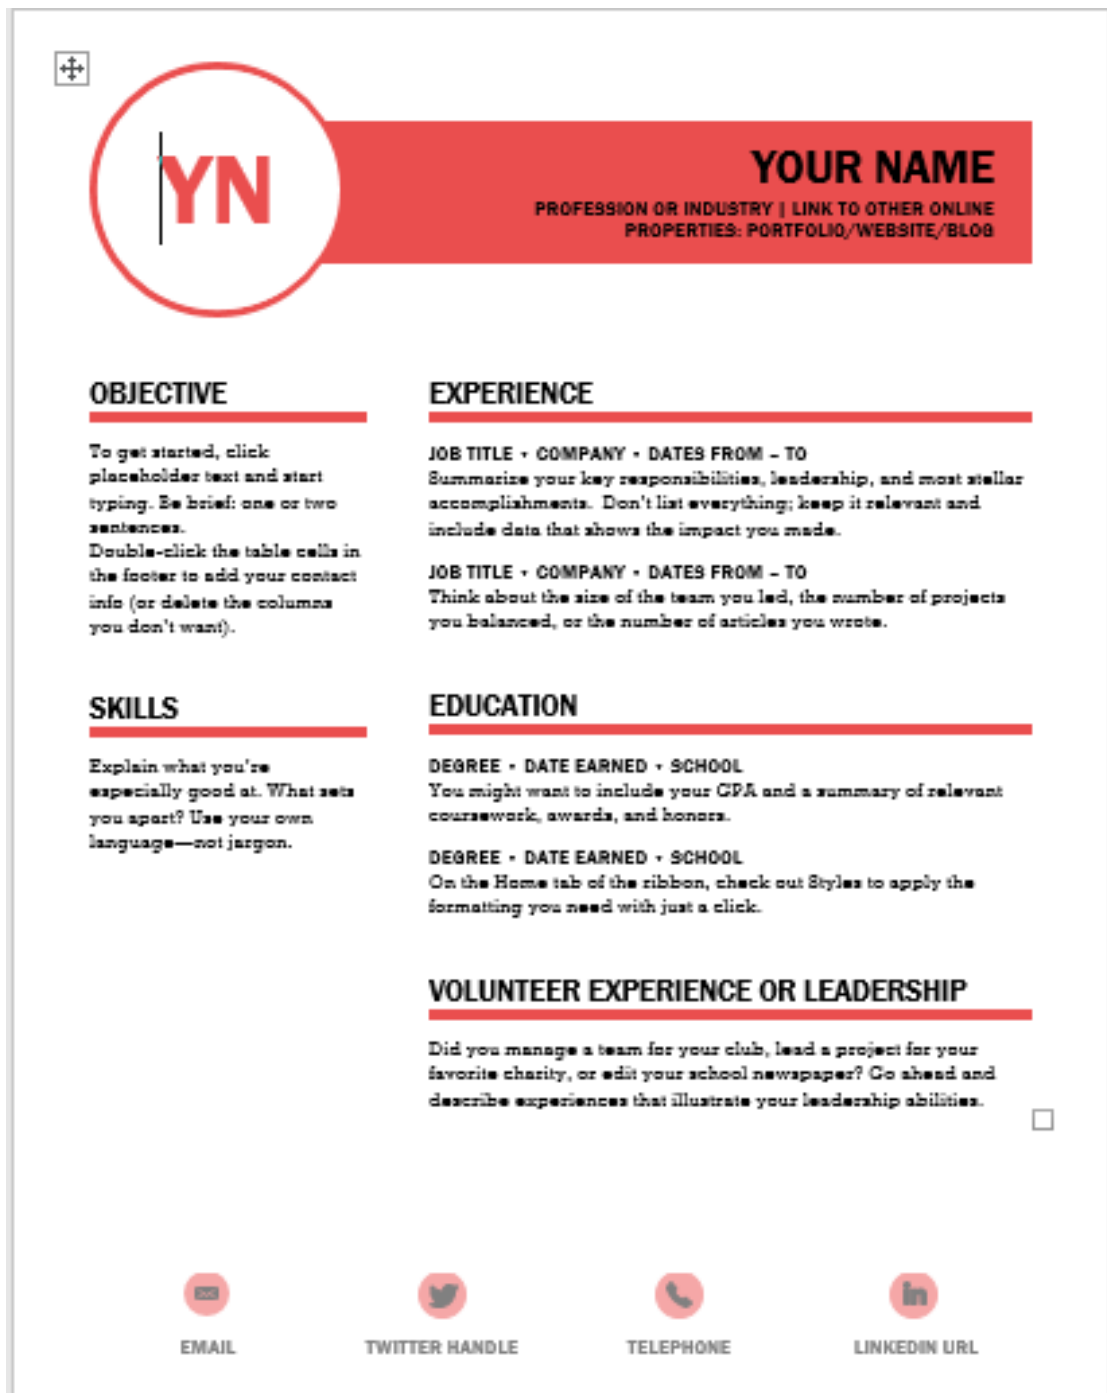 YN
YOUR NAME
PROFESSION OR INDUSTRY | LINK TO OTHER ONLINE
PROPERTIES: PORTFOLIO/WEBSITE/BLOG
OBJECTIVE
To get started, click
placeholder text and start
typing. Be brief: one or two
sentences.
Double-click the table cells in
the footer to add your contact
info (or delete the columns
you don't want).
SKILLS
Explain what you're
especially good at. What sets
you apart? Use your own
language—not jargon.
EXPERIENCE
JOB TITLE • COMPANY • DATES FROM – TO
Summarize your key responsibilities, leadership, and most stellar
accomplishments.  Don't list everything; keep it relevant and
include data that shows the impact you made.
JOB TITLE • COMPANY • DATES FROM – TO
Think about the size of the team you led, the number of projects
you balanced, or the number of articles you wrote.
EDUCATION
DEGREE • DATE EARNED • SCHOOL
You might want to include your GPA and a summary of relevant
coursework, awards, and honors.
DEGREE • DATE EARNED • SCHOOL
On the Home tab of the ribbon, check out Styles to apply the
formatting you need with just a click.
VOLUNTEER EXPERIENCE OR LEADERSHIP
Did you manage a team for your club, lead a project for your
favorite charity, or edit your school newspaper? Go ahead and
describe experiences that illustrate your leadership abilities.
in
EMAIL
TWITTER HANDLE
TELEPHONE
LINKEDIN URL